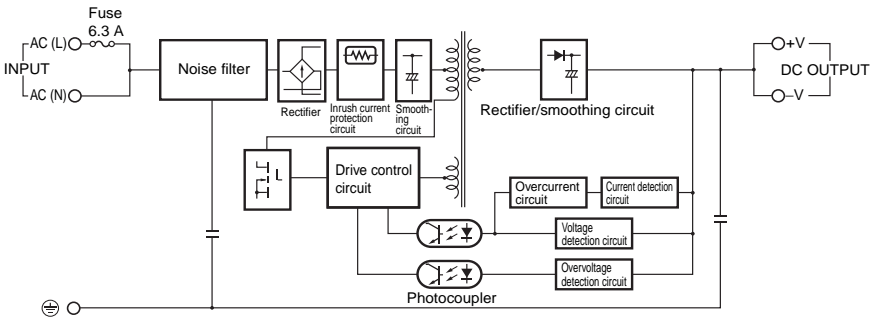 Fuse
6.3 A
AC (L)
INPUT
AC (N)
Noise filter
Rectifier
Inrush current
protection
circuit
Smooth-
ing
circuit
Rectifier/smoothing circuit
+V
DC OUTPUT
–V
Drive control
circuit
Overcurrent
circuit
Current detection
circuit
Voltage
detection circuit
Overvoltage
detection circuit
Photocoupler